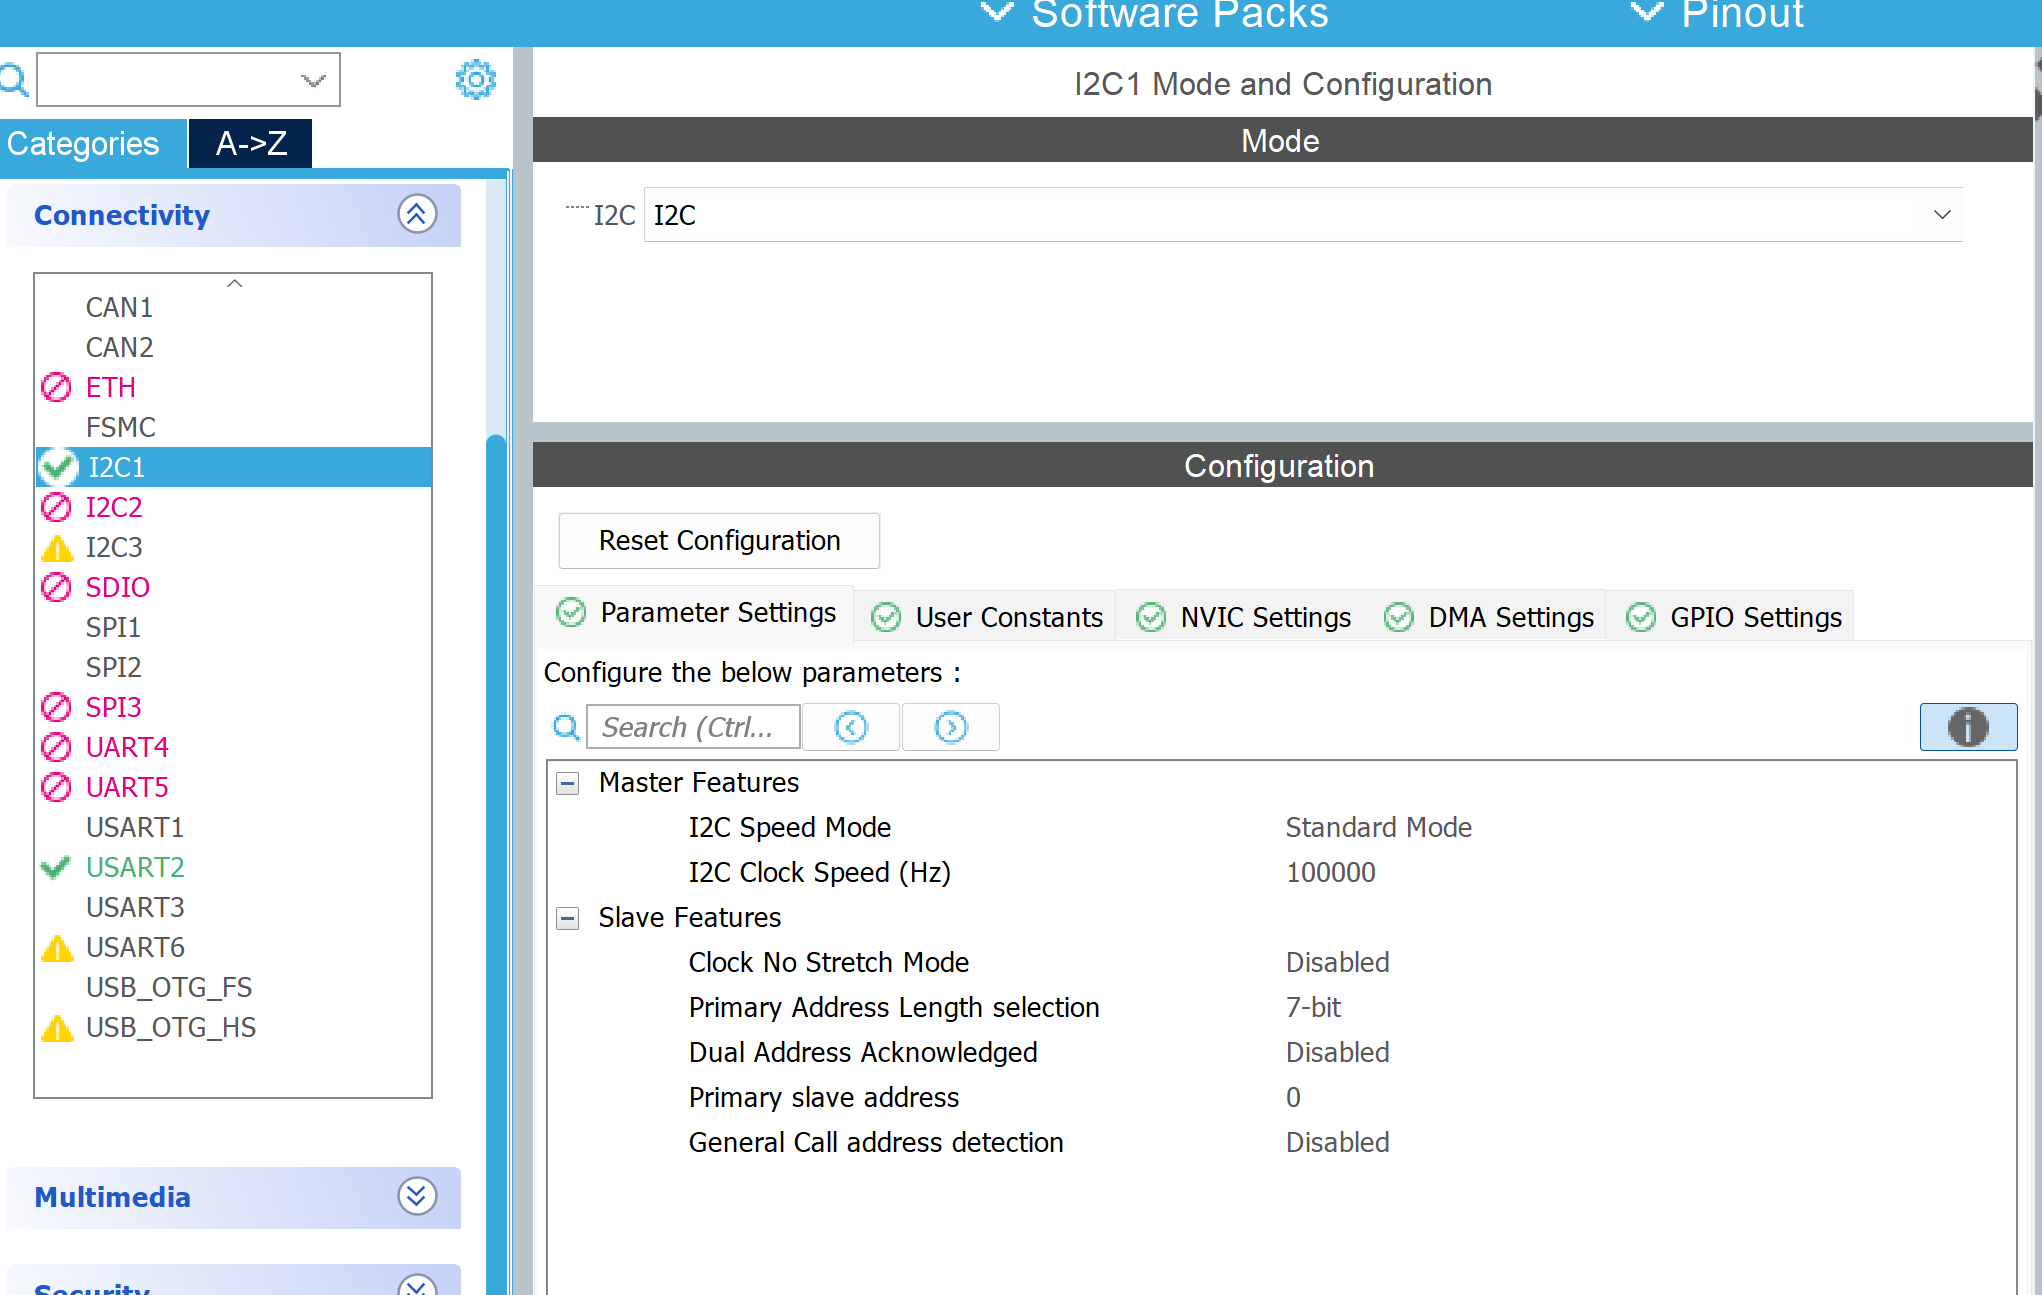 Software Packs
Pinout
Categories
A->Z
Connectivity
CAN1
CAN2
ETH
FSMC
I2C1
I2C2
I2C3
SDIO
SPI1
SPI2
SPI3
UART4
UART5
USART1
USART2
USART3
USART6
USB_OTG_FS
USB_OTG_HS
Multimedia
Security
I2C1 Mode and Configuration
Mode
I2C I2C
Configuration
Reset Configuration
Parameter Settings User Constants NVIC Settings DMA Settings GPIO Settings
Configure the below parameters :
Search (Ctrl...
Master Features
I2C Speed Mode Standard Mode
I2C Clock Speed (Hz) 100000
Slave Features
Clock No Stretch Mode Disabled
Primary Address Length selection 7-bit
Dual Address Acknowledged Disabled
Primary slave address 0
General Call address detection Disabled